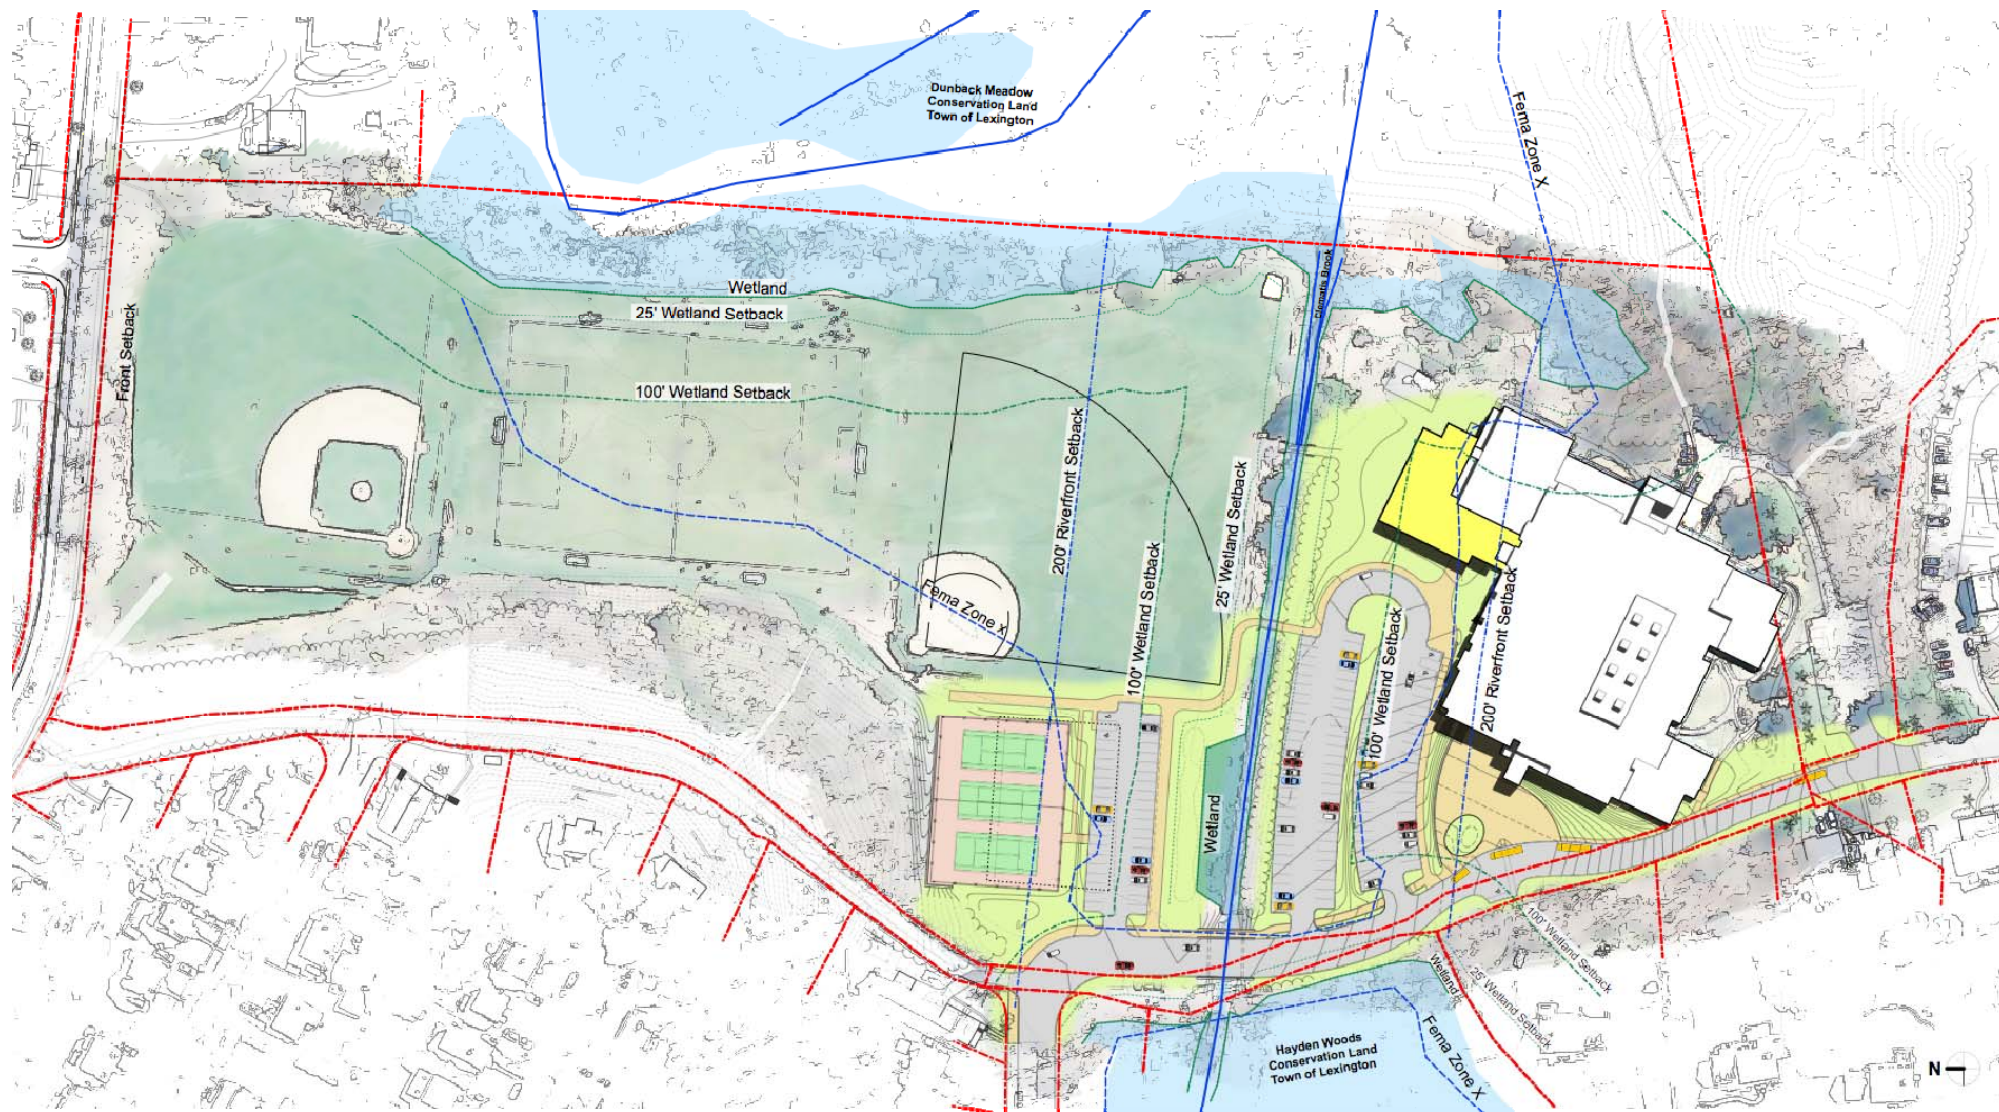 Dunback Meadow
Conservation Land
Town of Lexington
Fema Zone X
Clematis Brook
Wetland
25' Wetland Setback
Front Setback
100' Wetland Setback
200' Riverfront Setback
25' Wetland Setback
Fema Zone X
100' Wetland Setback
100' Wetland Setback
200' Riverfront Setback
Wetland
100' Wetland Setback
Wetland
25' Wetland Setback
Hayden Woods
Conservation Land
Town of Lexington
Fema Zone X
N